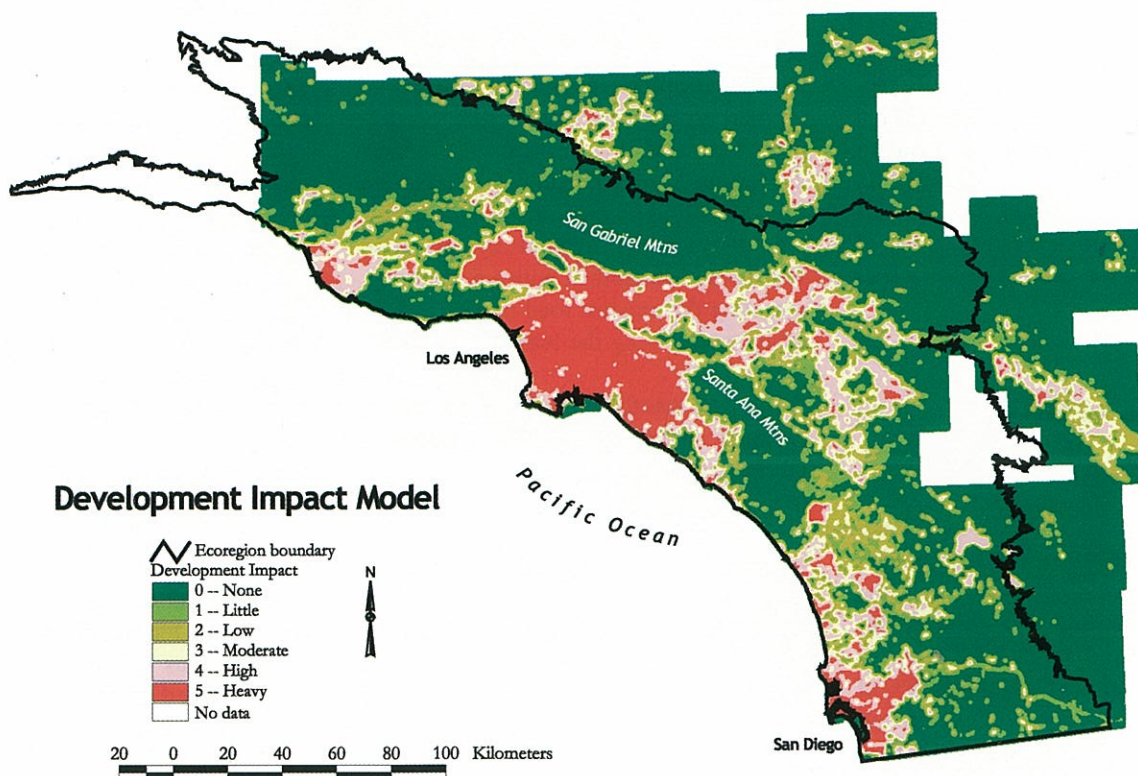 San Gabriel Mtns
Los Angeles
Santa Ana Mtns
Pacific Ocean
Development Impact Model
Ecoregion boundary
Development Impact
N
0 -- None
1 -- Little
2 -- Low
3 -- Moderate
4 -- High
5 -- Heavy
No data
San Diego
20 0 20 40 60 80 100 Kilometers